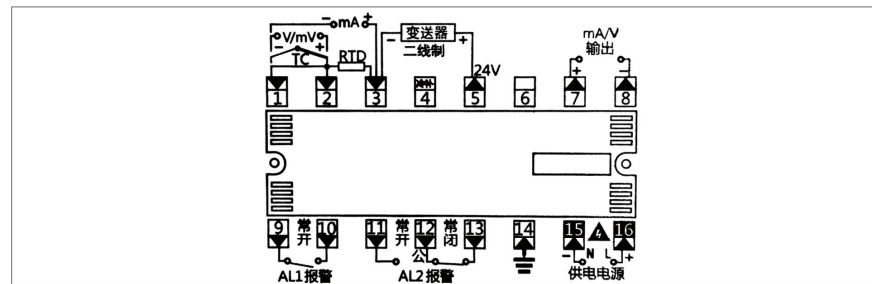 - mA +
V/mV
- +
TC
RTD
- 变送器 +
二线制
24V
mA/V
输出
+ -
1 2 3 4 5 6 7 8
9 常开 10 11 常开 12 常闭 13 14 15 16
公
- N L +
AL1报警 AL2报警 供电电源